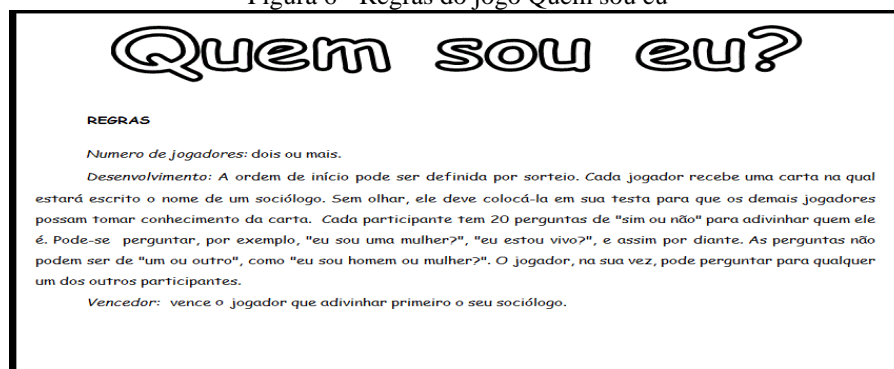 Figura 6 - Regras do jogo Quem sou eu
Quem sou eu?
REGRAS
Numero de jogadores: dois ou mais.
Desenvolvimento: A ordem de início pode ser definida por sorteio. Cada jogador recebe uma carta na qual
estará escrito o nome de um sociólogo. Sem olhar, ele deve colocá-la em sua testa para que os demais jogadores
possam tomar conhecimento da carta. Cada participante tem 20 perguntas de "sim ou não" para adivinhar quem ele
é. Pode-se perguntar, por exemplo, "eu sou uma mulher?", "eu estou vivo?", e assim por diante. As perguntas não
podem ser de "um ou outro", como "eu sou homem ou mulher?". O jogador, na sua vez, pode perguntar para qualquer
um dos outros participantes.
Vencedor: vence o jogador que adivinhar primeiro o seu sociólogo.